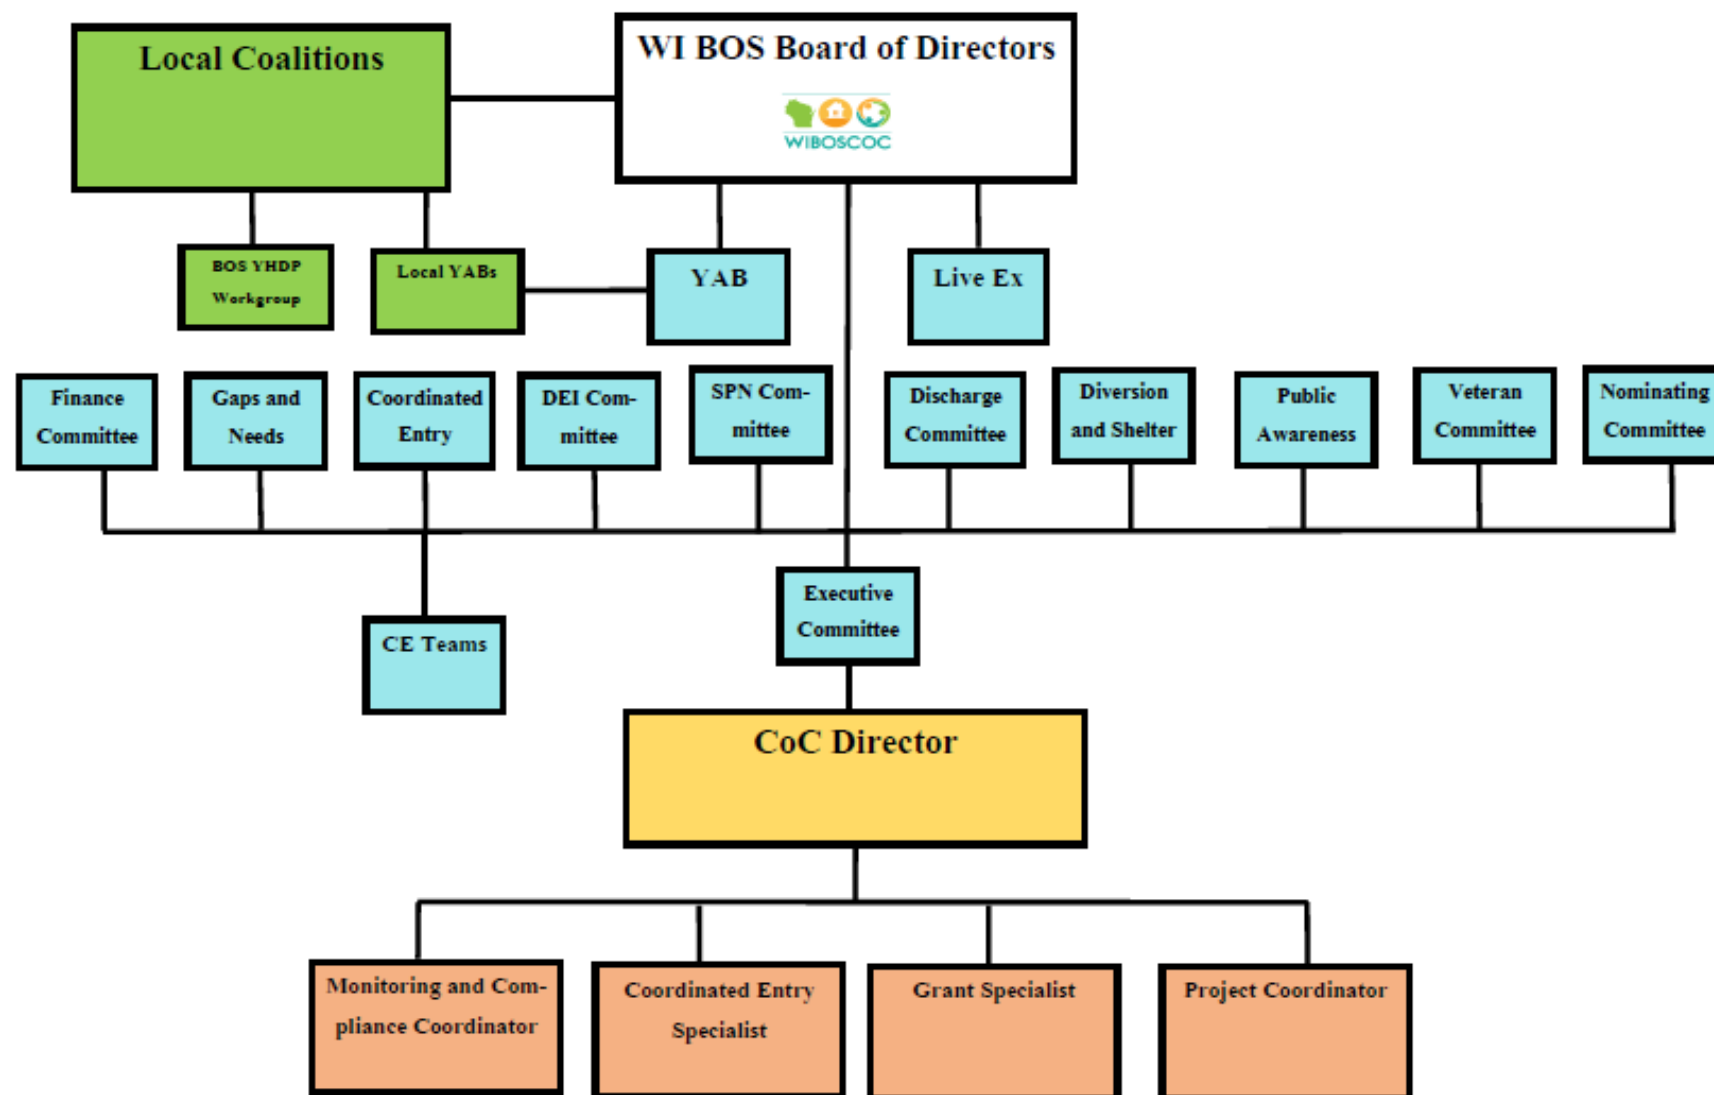 Local Coalitions
WI BOS Board of Directors
WIBOSCOC
BOS YHDP
Workgroup
Local YABs
YAB
Live Ex
Finance
Committee
Gaps and
Needs
Coordinated
Entry
DEI Com-
mittee
SPN Com-
mittee
Discharge
Committee
Diversion
and Shelter
Public
Awareness
Veteran
Committee
Nominating
Committee
Executive
Committee
CE Teams
CoC Director
Monitoring and Com-
pliance Coordinator
Coordinated Entry
Specialist
Grant Specialist
Project Coordinator